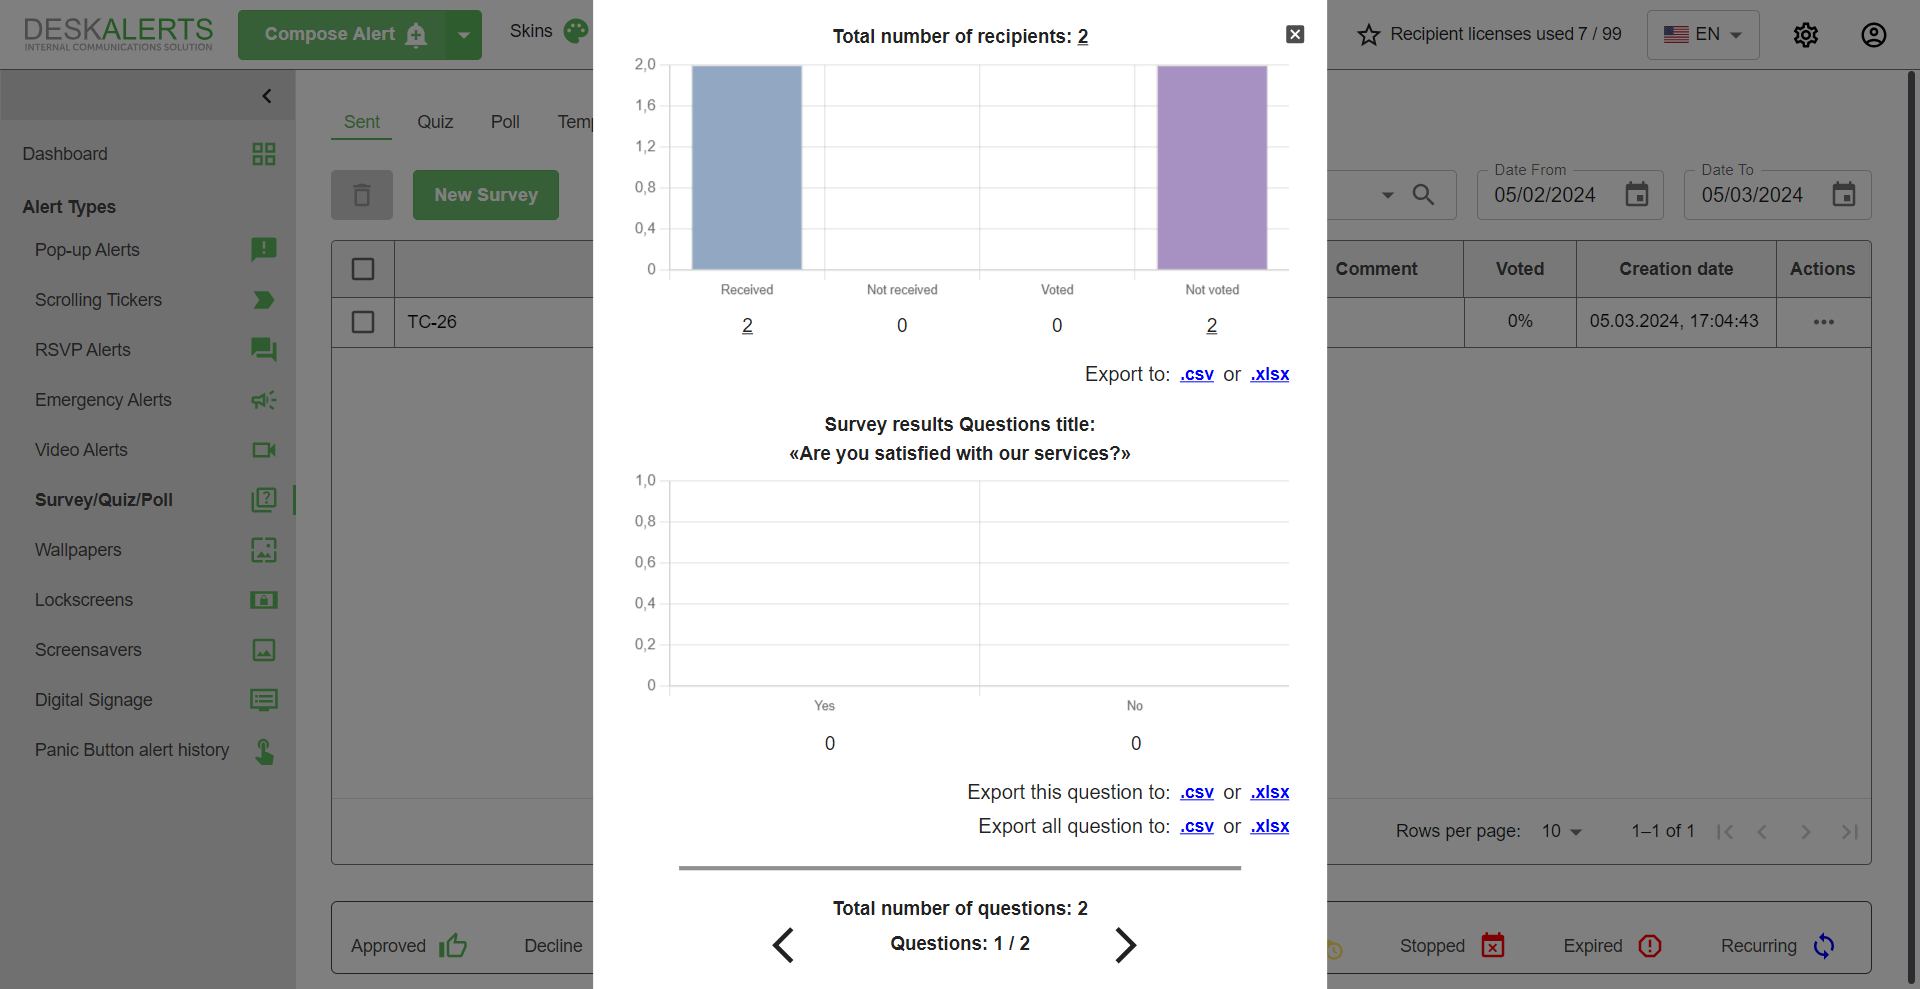 DESKALERTS
INTERNAL COMMUNICATIONS SOLUTION
Compose Alert
Skins
Recipient licenses used 7 / 99
EN
Dashboard
Alert Types
Pop-up Alerts
Scrolling Tickers
RSVP Alerts
Emergency Alerts
Video Alerts
Survey/Quiz/Poll
Wallpapers
Lockscreens
Screensavers
Digital Signage
Panic Button alert history
Sent Quiz Poll Temp
New Survey
Date From
05/02/2024
Date To
05/03/2024
Comment Voted Creation date Actions
TC-26 0% 05.03.2024, 17:04:43
Rows per page: 10 1–1 of 1
Approved Decline Stopped Expired Recurring
Total number of recipients: 2
2,0
1,6
1,2
0,8
0,4
0
Received Not received Voted Not voted
2 0 0 2
Export to: .csv or .xlsx
Survey results Questions title:
«Are you satisfied with our services?»
1,0
0,8
0,6
0,4
0,2
0
Yes No
0 0
Export this question to: .csv or .xlsx
Export all question to: .csv or .xlsx
Total number of questions: 2
Questions: 1 / 2